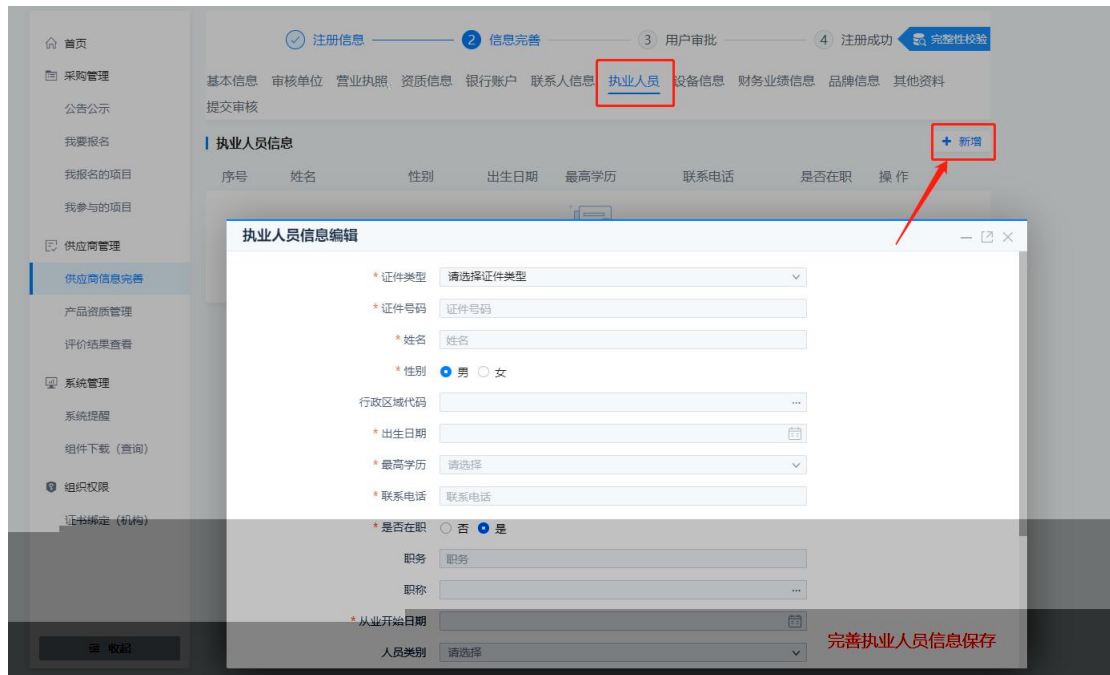 首页
采购管理
公告公示
我要报名
我报名的项目
我参与的项目
供应商管理
供应商信息完善
产品资质管理
评价结果查看
系统管理
系统提醒
组件下载（查询）
组织权限
证书绑定（机构）
收起
注册信息 2 信息完善 3 用户审批 4 注册成功 完整性校验
基本信息 审核单位 营业执照 资质信息 银行账户 联系人信息 执业人员 设备信息 财务业绩信息 品牌信息 其他资料
提交审核
执业人员信息 + 新增
序号 姓名 性别 出生日期 最高学历 联系电话 是否在职 操作
执业人员信息编辑
* 证件类型 请选择证件类型
* 证件号码 证件号码
* 姓名 姓名
* 性别 男 女
行政区域代码 ...
* 出生日期
* 最高学历 请选择
* 联系电话 联系电话
* 是否在职 否 是
职务 职务
职称 ...
* 从业开始日期
人员类别 请选择
完善执业人员信息保存